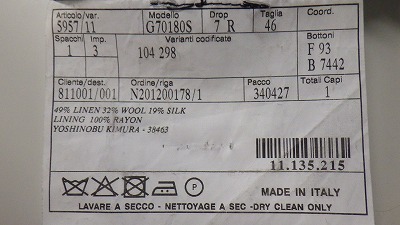 Articolo/var. Modello Drop Taglia Coord.
5957/11 G70180S 7 R 46
Spacchi Imp. Varianti codificate Bottoni
1 3 104 298 F 93
B 7442
Cliente/dest. Ordine/riga Pacco Totali Capi
811001/001 N201200178/1 340427 1
49% LINEN 32% WOOL 19% SILK
LINING 100% RAYON
YOSHINOBU KIMURA - 38463
11.135.215
P MADE IN ITALY
LAVARE A SECCO - NETTOYAGE A SEC -DRY CLEAN ONLY